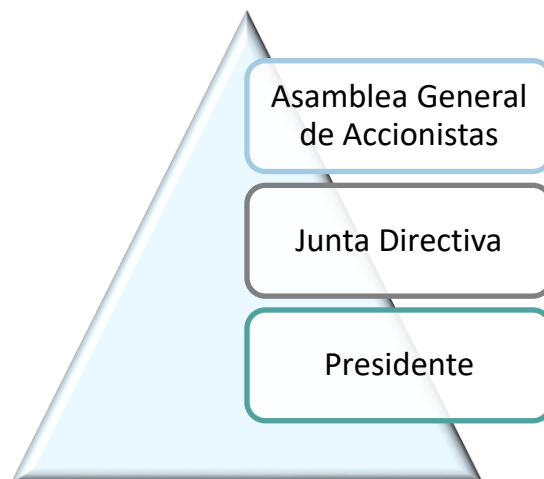 Asamblea General
de Accionistas
Junta Directiva
Presidente